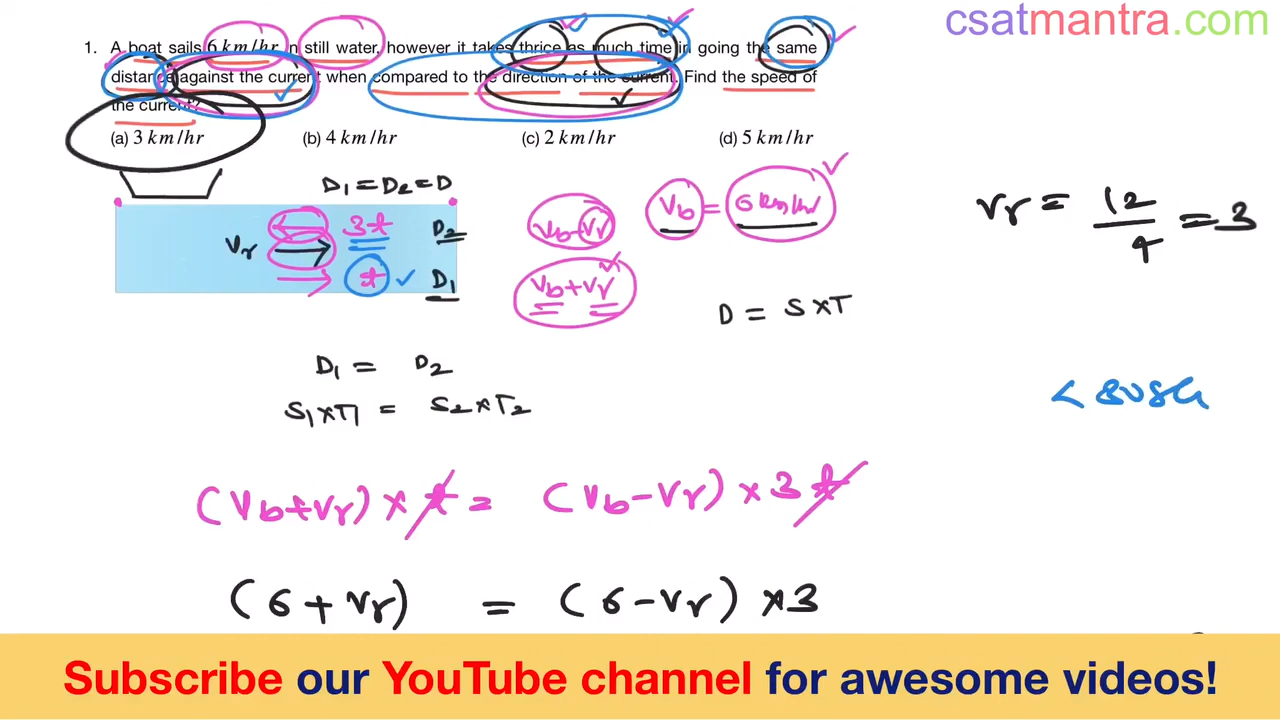 csatmantra.com
1. A boat sails 6 km/hr in still water, however it takes thrice as much time in going the same
distance against the current when compared to the direction of the current. Find the speed of
the current?
(a) 3 km/hr (b) 4 km/hr (c) 2 km/hr (d) 5 km/hr
D1 = D2 = D
Vr 3t D2
t D1
Vb-Vr
Vb+Vr
Vb = 6 km/hr
D = S×T
Vr = 12/4 = 3
D1 = D2
S1×T1 = S2×T2
(Vb+Vr)×t = (Vb-Vr)×3t
(6+Vr) = (6-Vr)×3
Subscribe our YouTube channel for awesome videos!